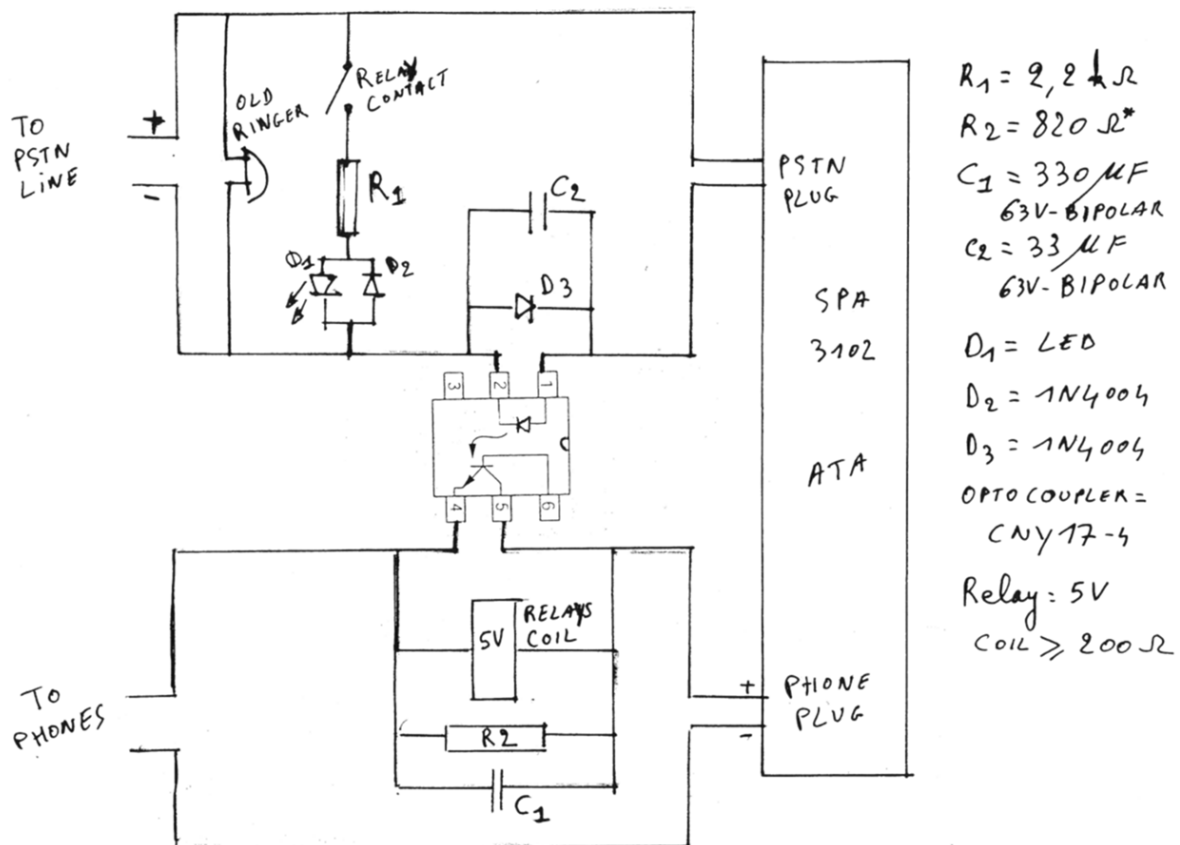 TO
PSTN
LINE
+
-
OLD
RINGER
RELAY
CONTACT
R1
D1
D2
C2
D3
3
2
1
4
5
6
5V
RELAYS
COIL
R2
C1
TO
PHONES
PSTN
PLUG
SPA
3102
ATA
+
PHONE
PLUG
-
R1 = 2,2 kΩ
R2 = 820 Ω*
C1 = 330 µF
63V-BIPOLAR
C2 = 33 µF
63V-BIPOLAR
D1 = LED
D2 = 1N4004
D3 = 1N4004
OPTOCOUPLER =
CNY17-4
Relay: 5V
COIL ⩾ 200 Ω